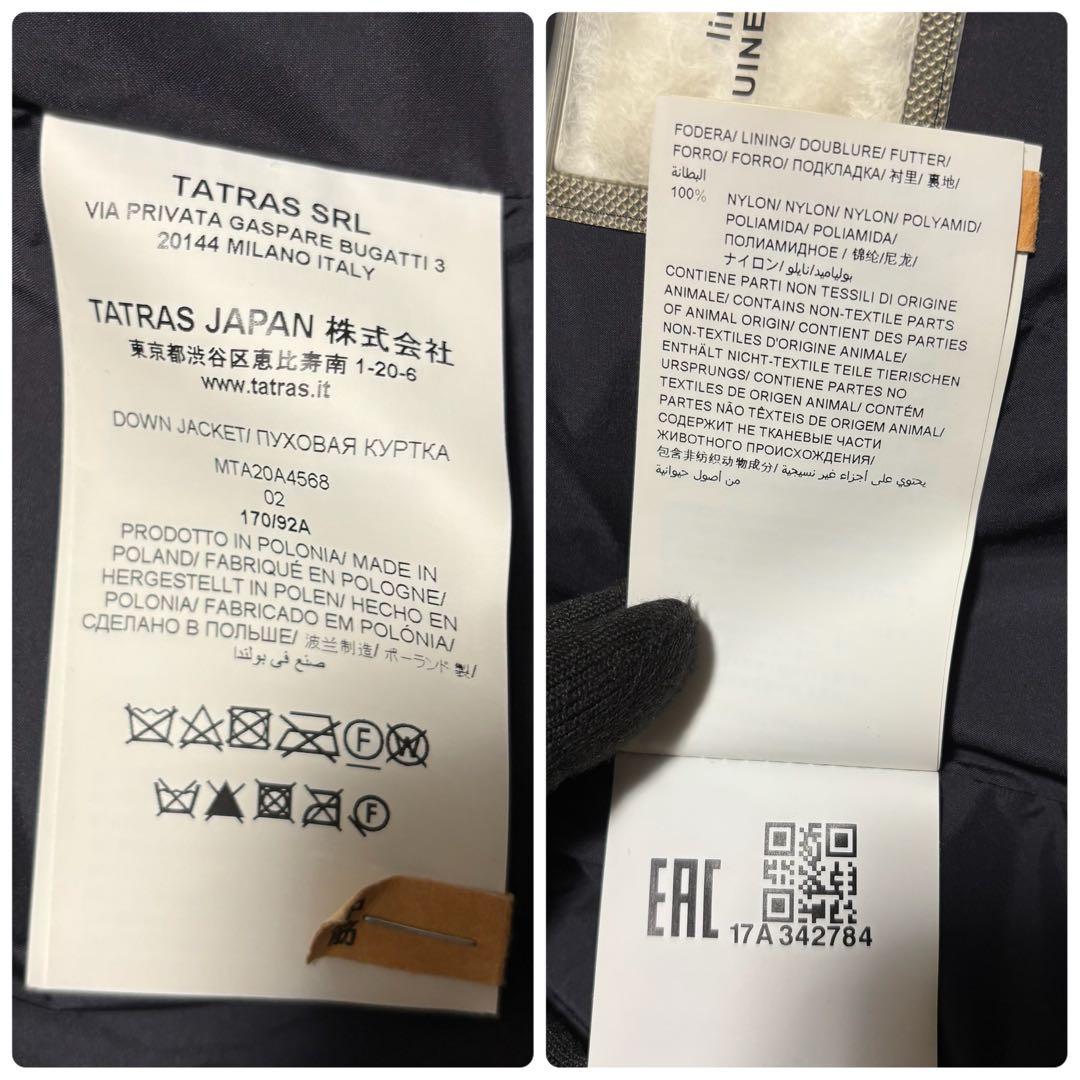 TATRAS SRL
VIA PRIVATA GASPARE BUGATTI 3
20144 MILANO ITALY
TATRAS JAPAN 株式会社
東京都渋谷区恵比寿南 1-20-6
www.tatras.it
DOWN JACKET/ ПУХОВАЯ КУРТКА
MTA20A4568
02
170/92A
PRODOTTO IN POLONIA/ MADE IN
POLAND/ FABRIQUÉ EN POLOGNE/
HERGESTELLT IN POLEN/ HECHO EN
POLONIA/ FABRICADO EM POLÓNIA/
СДЕЛАНО В ПОЛЬШЕ/ 波兰制造/ ポーランド製/
صنع في بولندا
F W
F
UINE
FODERA/ LINING/ DOUBLURE/ FUTTER/
FORRO/ FORRO/ ПОДКЛАДКА/ 衬里/ 裏地/
البطانة
100% NYLON/ NYLON/ NYLON/ POLYAMID/
POLIAMIDA/ POLIAMIDA/
ПОЛИАМИДНОЕ / 锦纶/尼龙/
ナイロン/بولياميد/نايلو
CONTIENE PARTI NON TESSILI DI ORIGINE
ANIMALE/ CONTAINS NON-TEXTILE PARTS
OF ANIMAL ORIGIN/ CONTIENT DES PARTIES
NON-TEXTILES D'ORIGINE ANIMALE/
ENTHÄLT NICHT-TEXTILE TEILE TIERISCHEN
URSPRUNGS/ CONTIENE PARTES NO
TEXTILES DE ORIGEN ANIMAL/ CONTÉM
PARTES NÃO TÊXTEIS DE ORIGEM ANIMAL/
СОДЕРЖИТ НЕ ТКАНЕВЫЕ ЧАСТИ
ЖИВОТНОГО ПРОИСХОЖДЕНИЯ/
包含非纺织动物成分/ يحتوي على أجزاء غير نسيجية
من أصول حيوانية
EAC
17A 342784